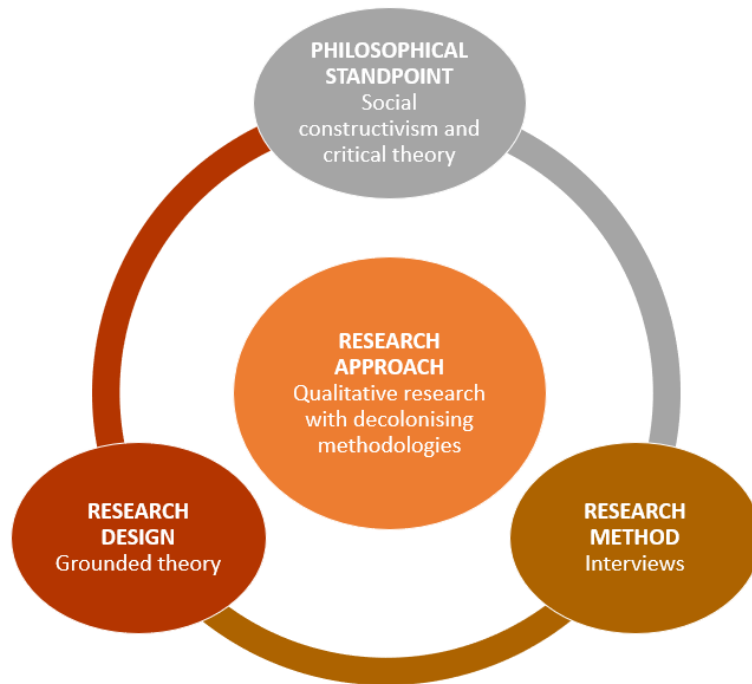 PHILOSOPHICAL
STANDPOINT
Social
constructivism and
critical theory
RESEARCH
APPROACH
Qualitative research
with decolonising
methodologies
RESEARCH
DESIGN
Grounded theory
RESEARCH
METHOD
Interviews